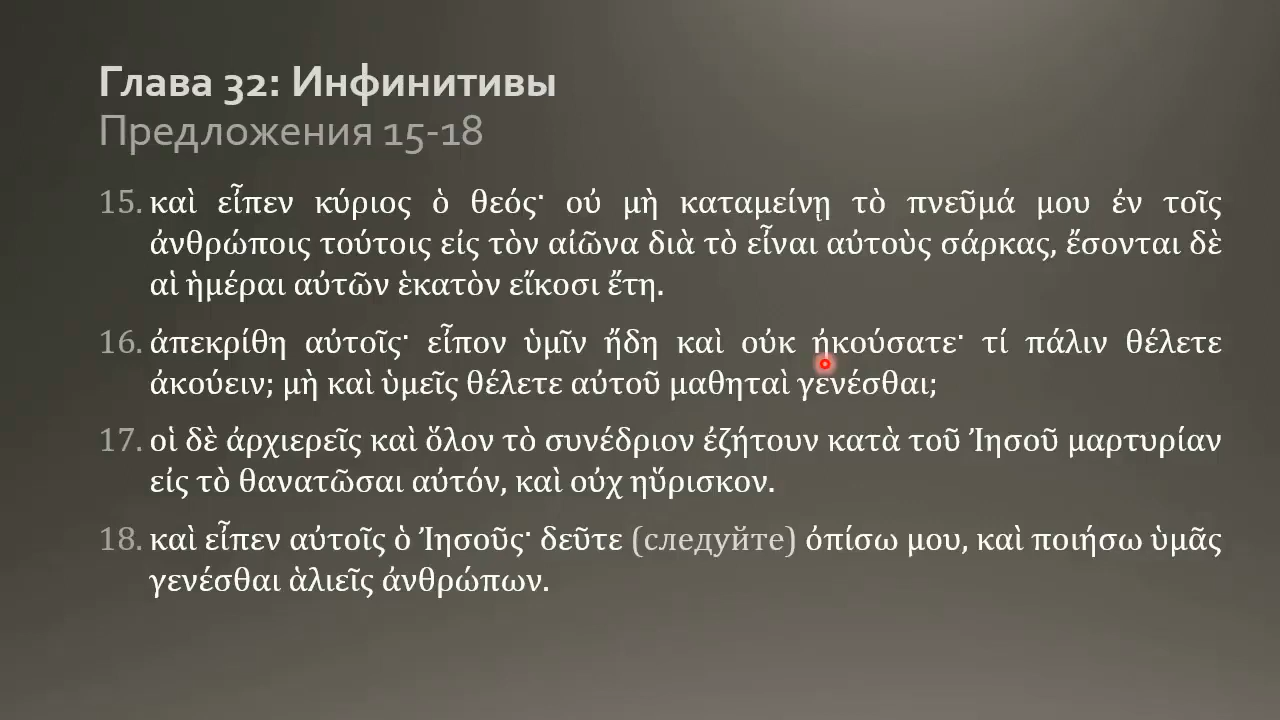 Глава 32: Инфинитивы
Предложения 15-18
15. καὶ εἶπεν κύριος ὁ θεός· οὐ μὴ καταμείνῃ τὸ πνεῦμά μου ἐν τοῖς
ἀνθρώποις τούτοις εἰς τὸν αἰῶνα διὰ τὸ εἶναι αὐτοὺς σάρκας, ἔσονται δὲ
αἱ ἡμέραι αὐτῶν ἑκατὸν εἴκοσι ἔτη.
16. ἀπεκρίθη αὐτοῖς· εἶπον ὑμῖν ἤδη καὶ οὐκ ἠκούσατε· τί πάλιν θέλετε
ἀκούειν; μὴ καὶ ὑμεῖς θέλετε αὐτοῦ μαθηταὶ γενέσθαι;
17. οἱ δὲ ἀρχιερεῖς καὶ ὅλον τὸ συνέδριον ἐζήτουν κατὰ τοῦ Ἰησοῦ μαρτυρίαν
εἰς τὸ θανατῶσαι αὐτόν, καὶ οὐχ ηὕρισκον.
18. καὶ εἶπεν αὐτοῖς ὁ Ἰησοῦς· δεῦτε (следуйте) ὀπίσω μου, καὶ ποιήσω ὑμᾶς
γενέσθαι ἁλιεῖς ἀνθρώπων.